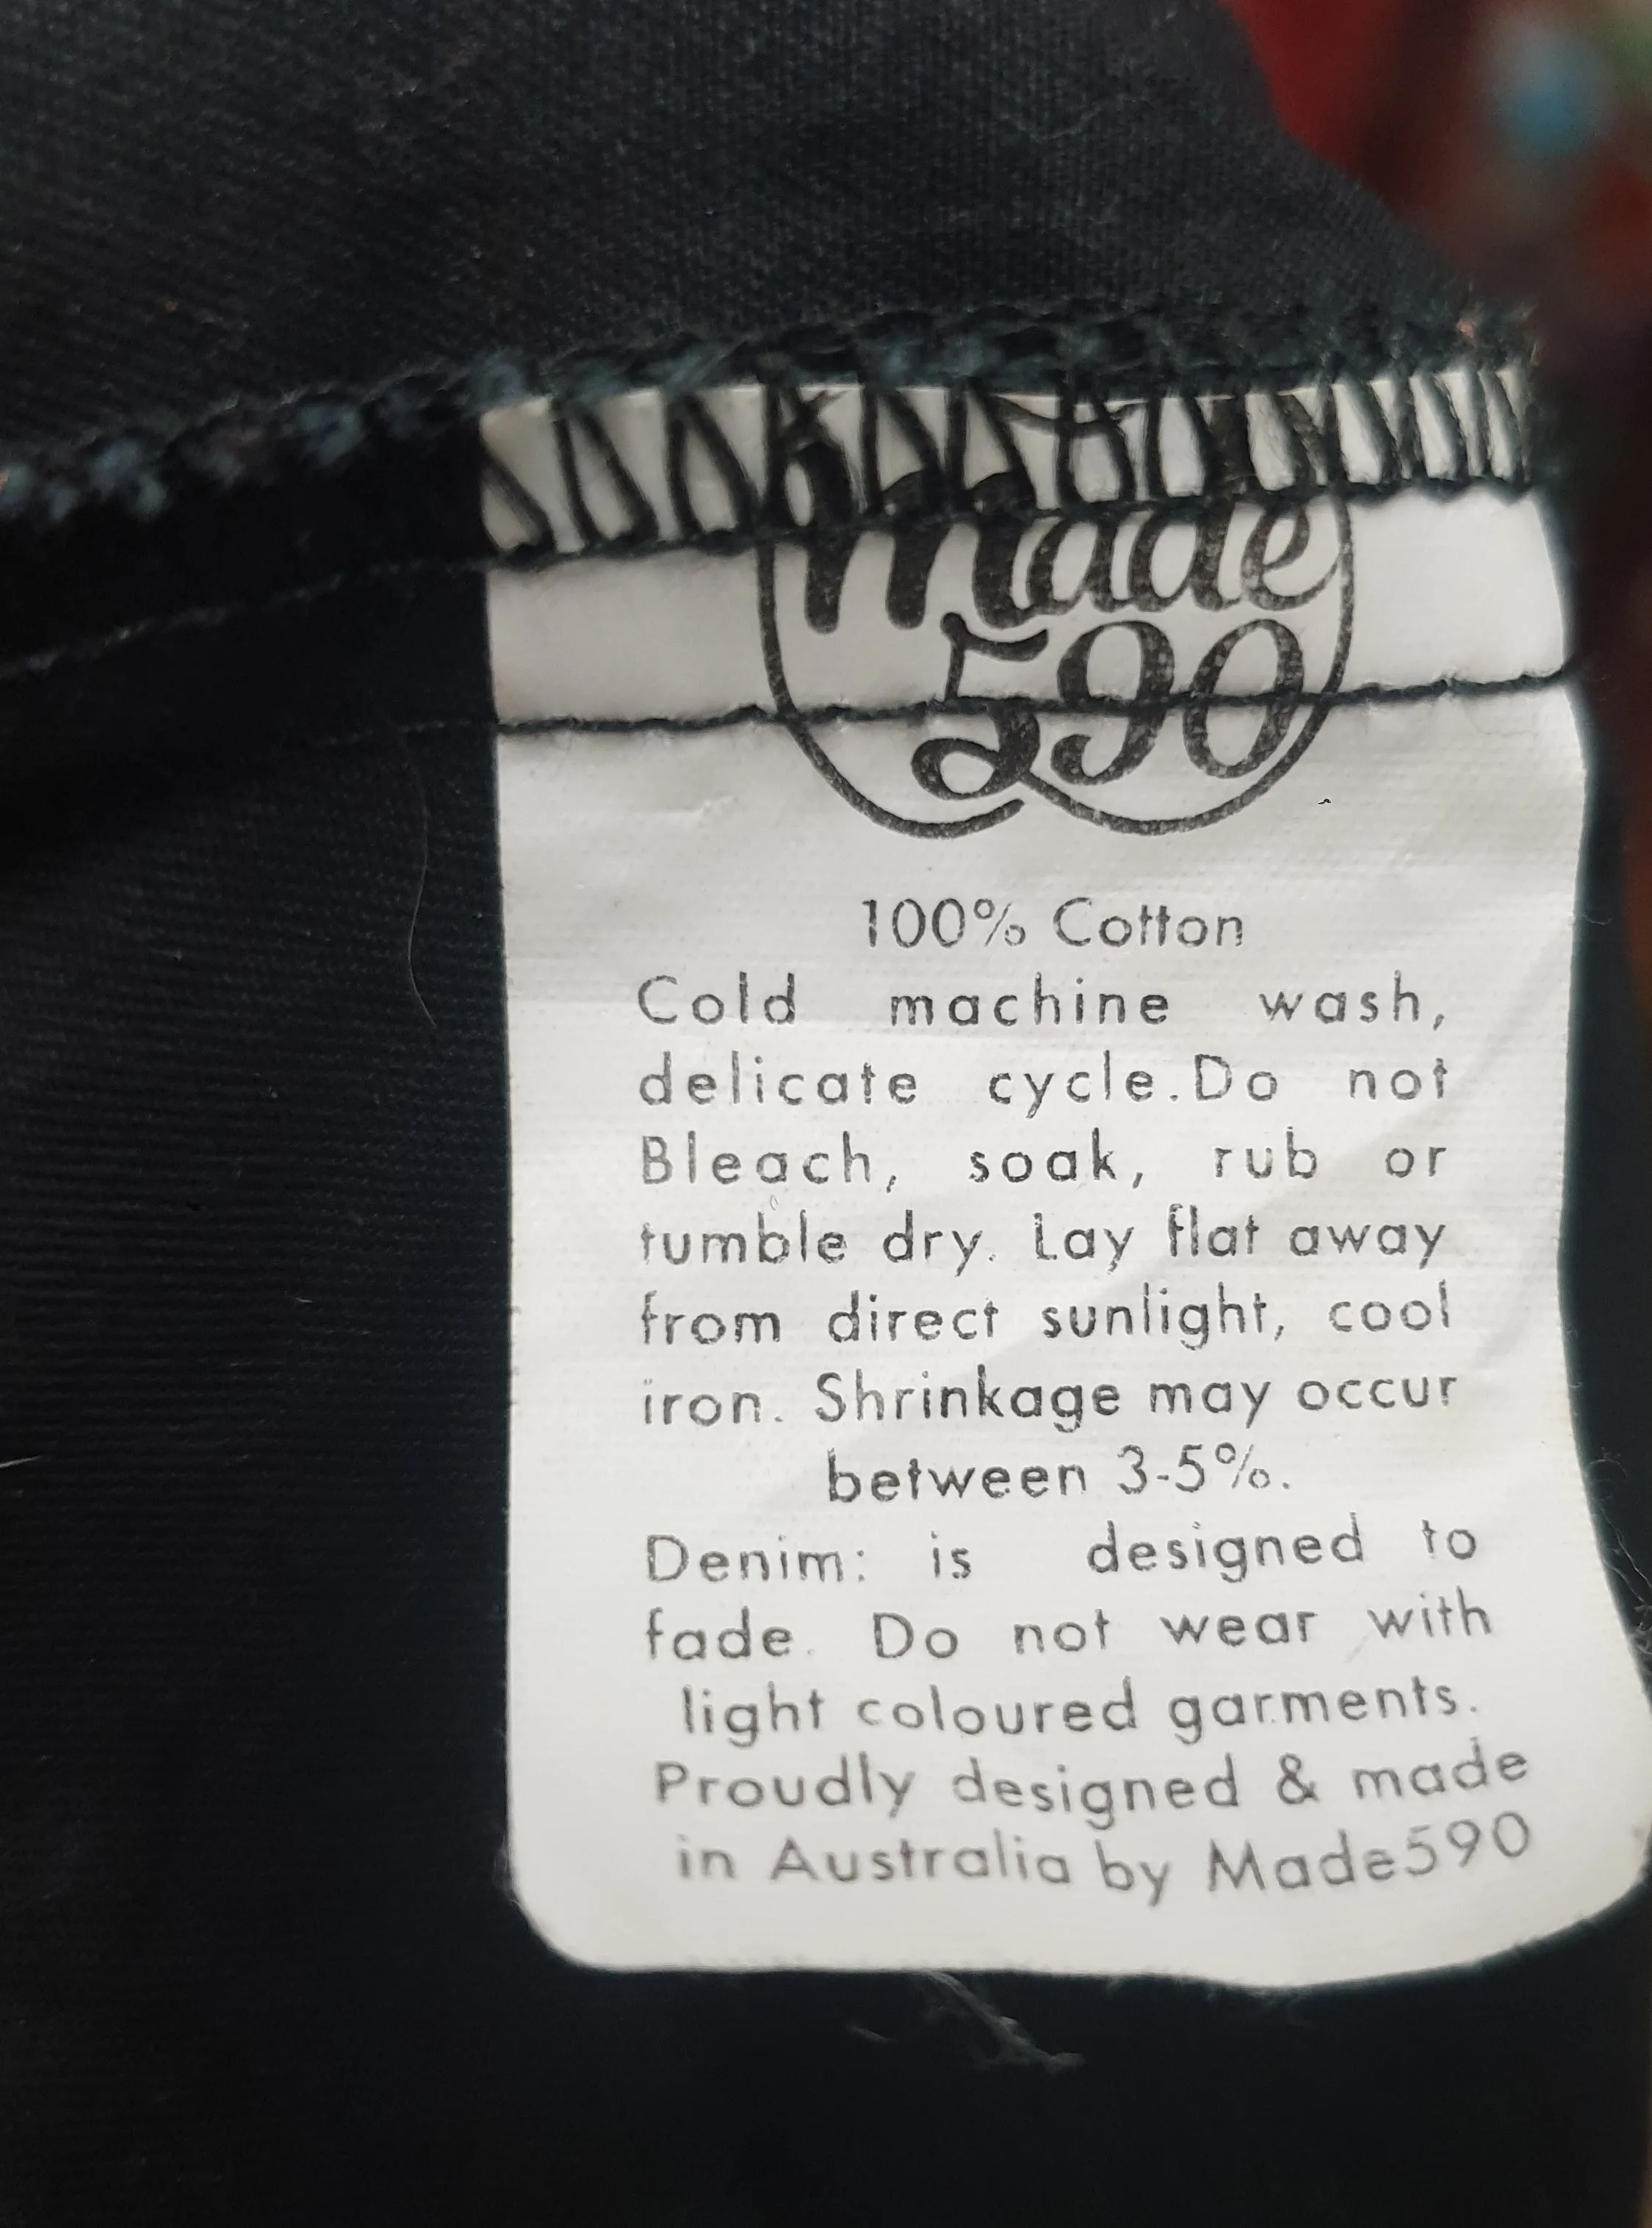 made
590
100% Cotton
Cold machine wash,
delicate cycle.Do not
Bleach, soak, rub or
tumble dry. Lay flat away
from direct sunlight, cool
iron. Shrinkage may occur
between 3-5%.
Denim: is designed to
fade. Do not wear with
light coloured garments.
Proudly designed & made
in Australia by Made590